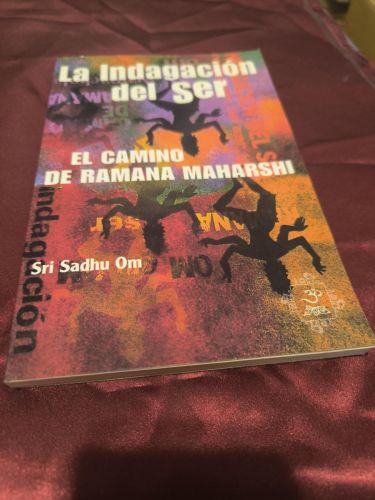 La Indagación
del Ser
EL CAMINO
DE RAMANA MAHARSHI
Sri Sadhu Om
Indagación
ॐ